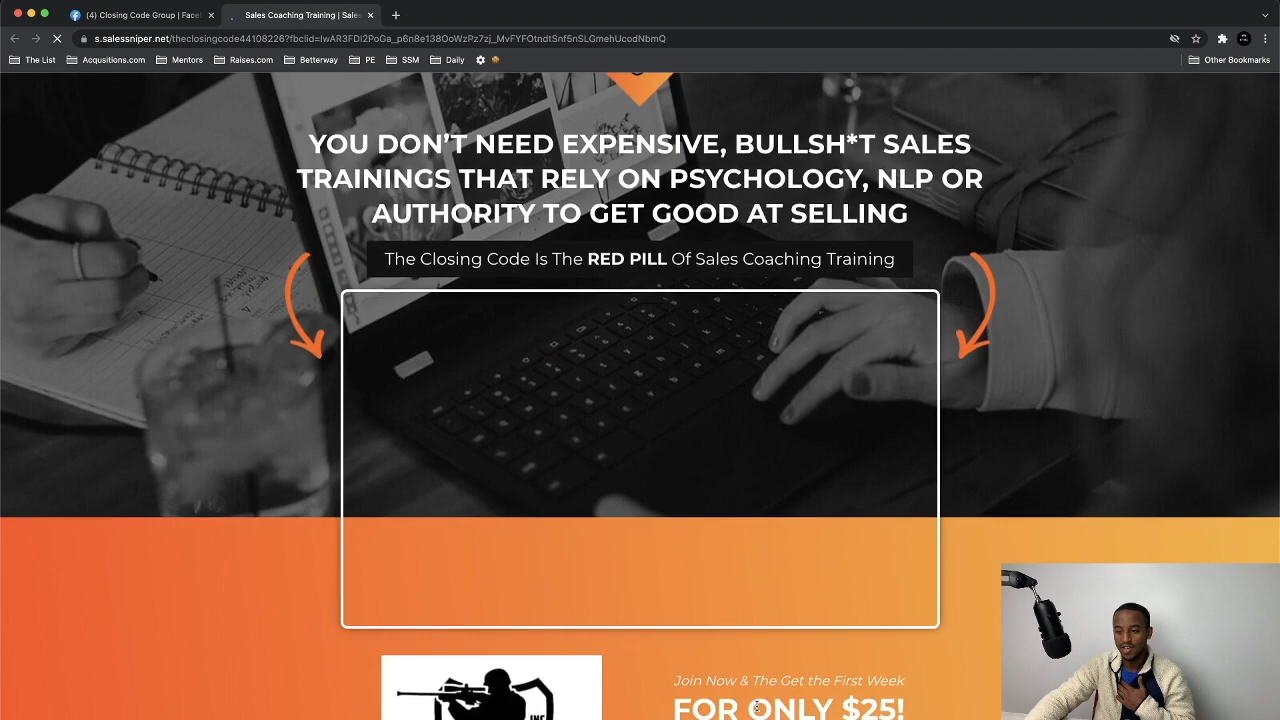 (4) Closing Code Group | Facel
Sales Coaching Training | Sales
s.salessniper.net/theclosingcode44108226?fbclid=IwAR3FDI2PoGa_p6n8e138OoWzPz7zj_MvFYFOtndtSnf5nSLGmehUcodNbmQ
The List
Acqusitions.com
Mentors
Raises.com
Betterway
PE
SSM
Daily
Other Bookmarks
YOU DON'T NEED EXPENSIVE, BULLSH*T SALES
TRAININGS THAT RELY ON PSYCHOLOGY, NLP OR
AUTHORITY TO GET GOOD AT SELLING
The Closing Code Is The RED PILL Of Sales Coaching Training
Join Now & The Get the First Week
FOR ONLY $25!
INC